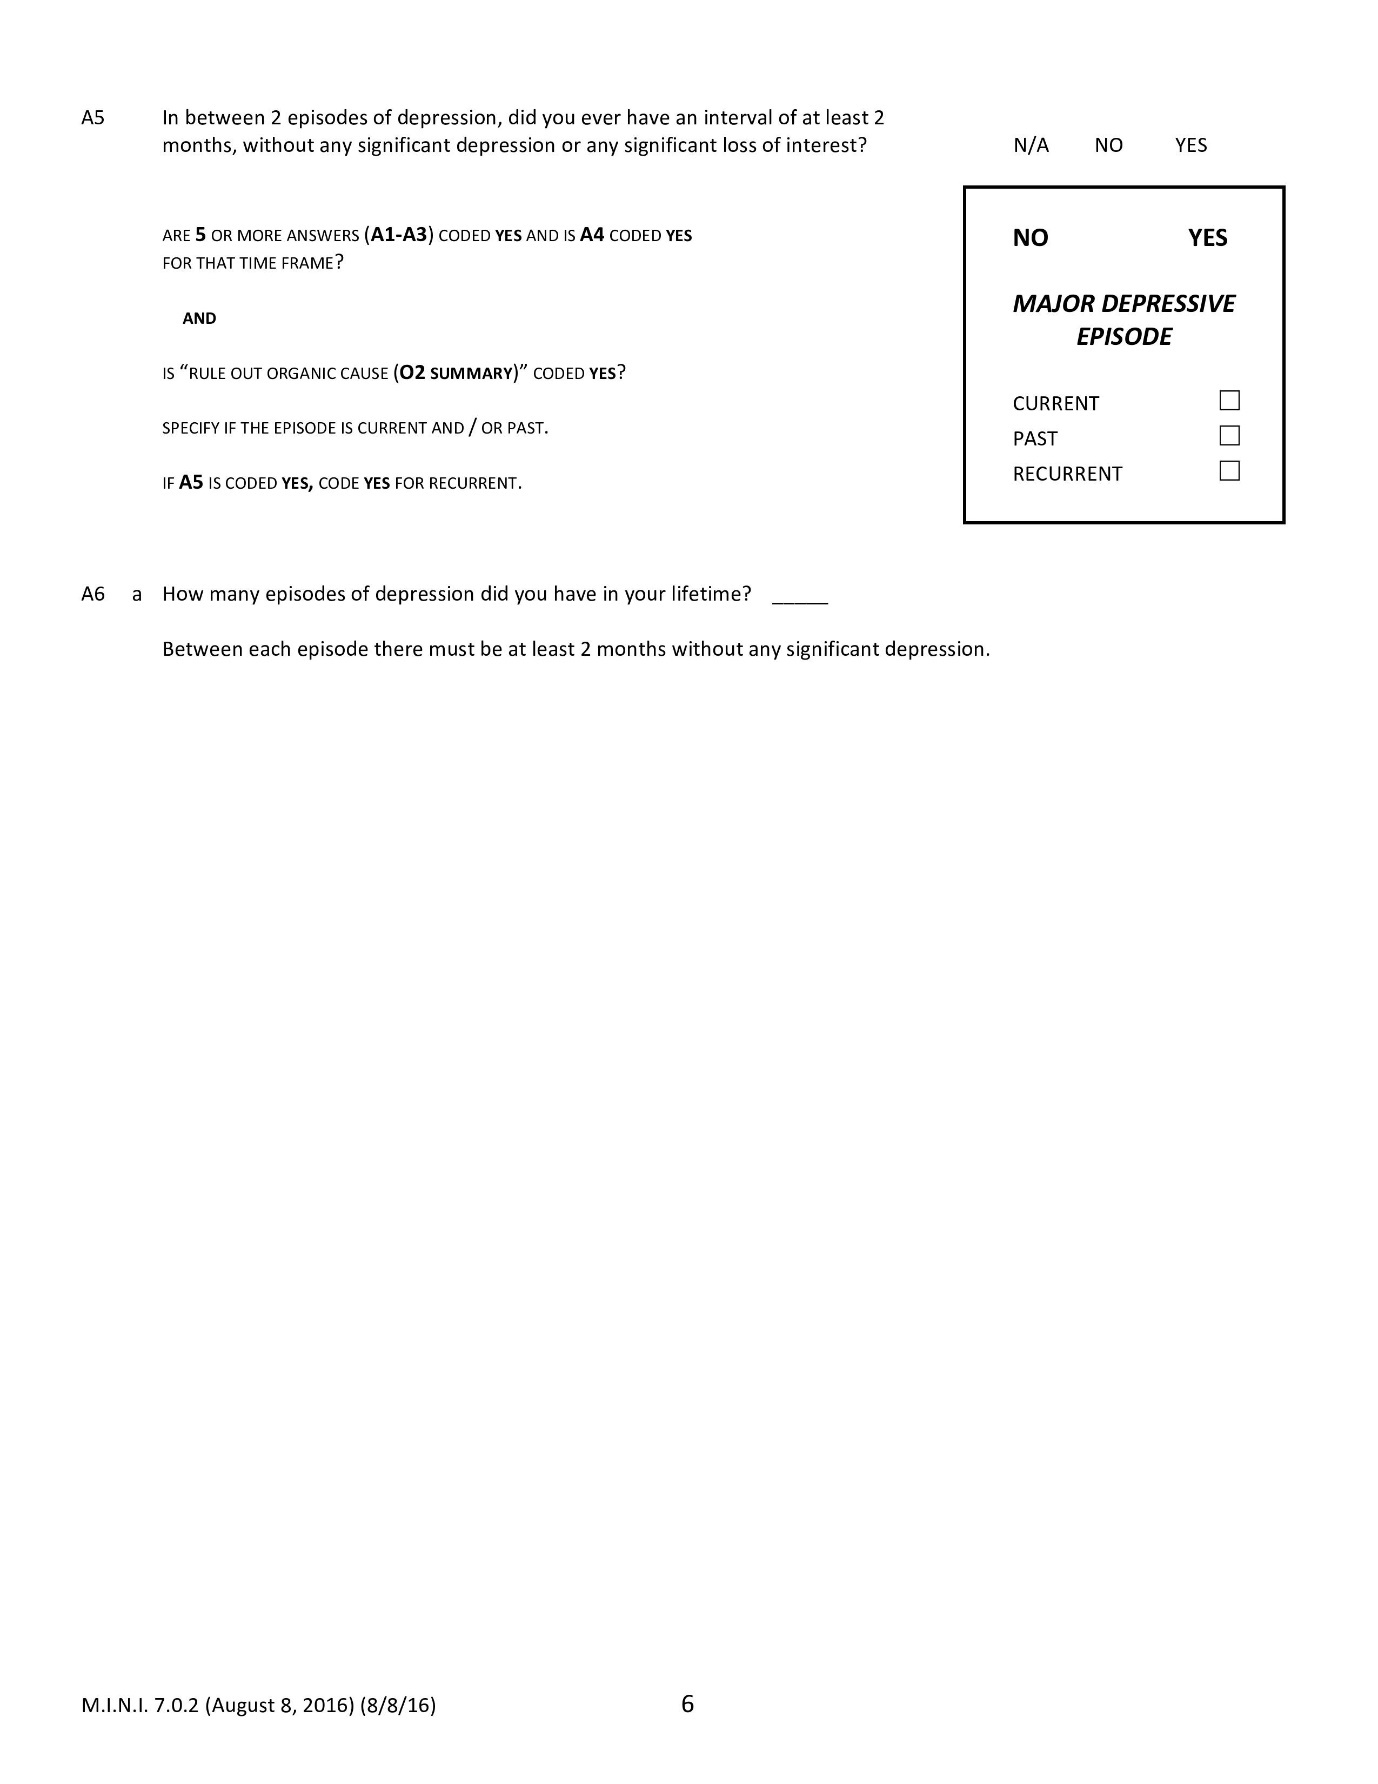 A5 In between 2 episodes of depression, did you ever have an interval of at least 2
months, without any significant depression or any significant loss of interest? N/A NO YES
ARE 5 OR MORE ANSWERS (A1-A3) CODED YES AND IS A4 CODED YES
FOR THAT TIME FRAME?
AND
IS “RULE OUT ORGANIC CAUSE (O2 SUMMARY)” CODED YES?
SPECIFY IF THE EPISODE IS CURRENT AND / OR PAST.
IF A5 IS CODED YES, CODE YES FOR RECURRENT.
NO YES
MAJOR DEPRESSIVE
EPISODE
CURRENT ☐
PAST ☐
RECURRENT ☐
A6 a How many episodes of depression did you have in your lifetime? _____
Between each episode there must be at least 2 months without any significant depression.
M.I.N.I. 7.0.2 (August 8, 2016) (8/8/16) 6